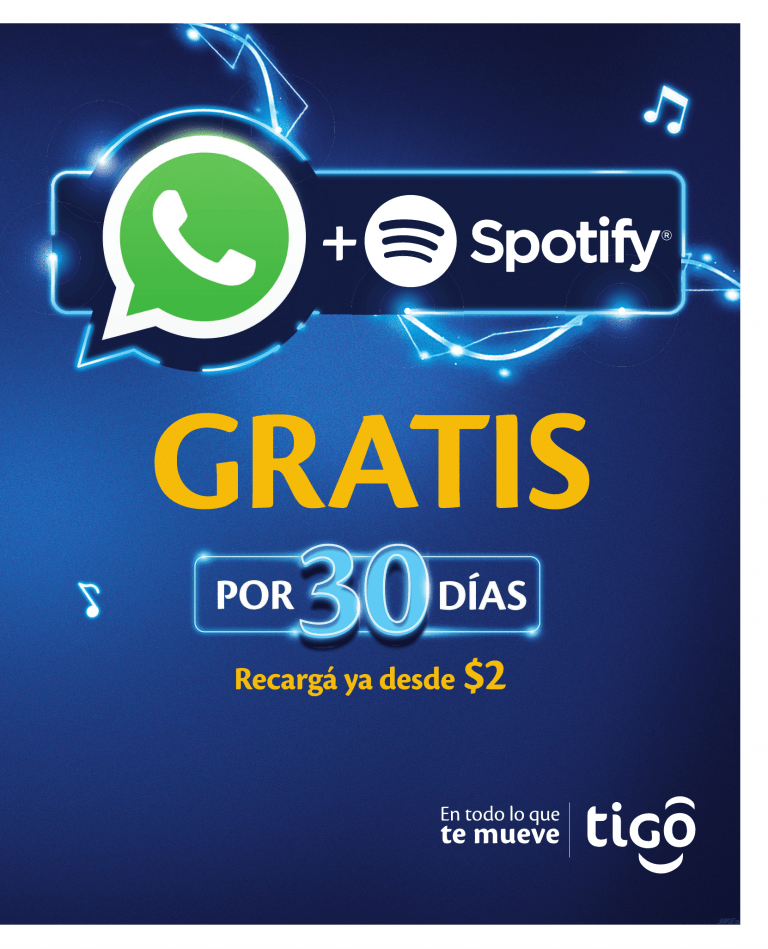 + Spotify®
GRATIS
POR 30 DÍAS
Recargá ya desde $2
En todo lo que
te mueve
tigo